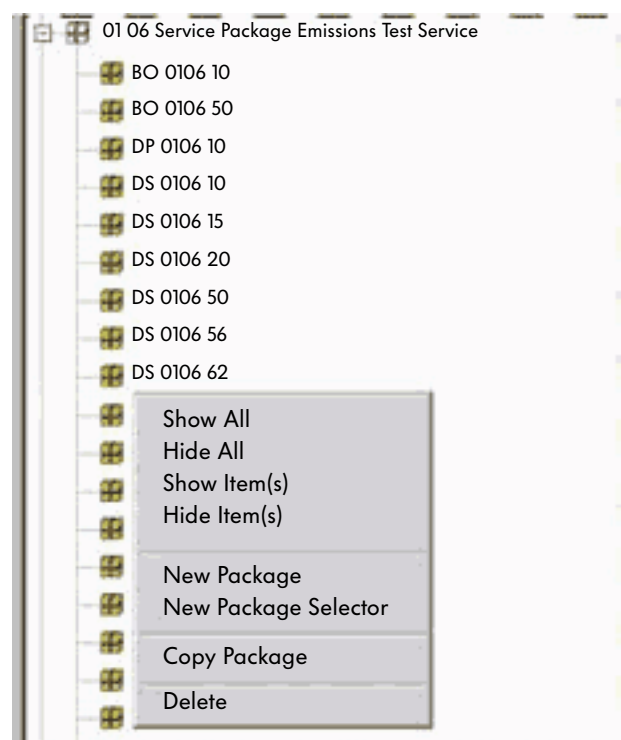 01 06 Service Package Emissions Test Service
BO 0106 10
BO 0106 50
DP 0106 10
DS 0106 10
DS 0106 15
DS 0106 20
DS 0106 50
DS 0106 56
DS 0106 62
Show All
Hide All
Show Item(s)
Hide Item(s)
New Package
New Package Selector
Copy Package
Delete